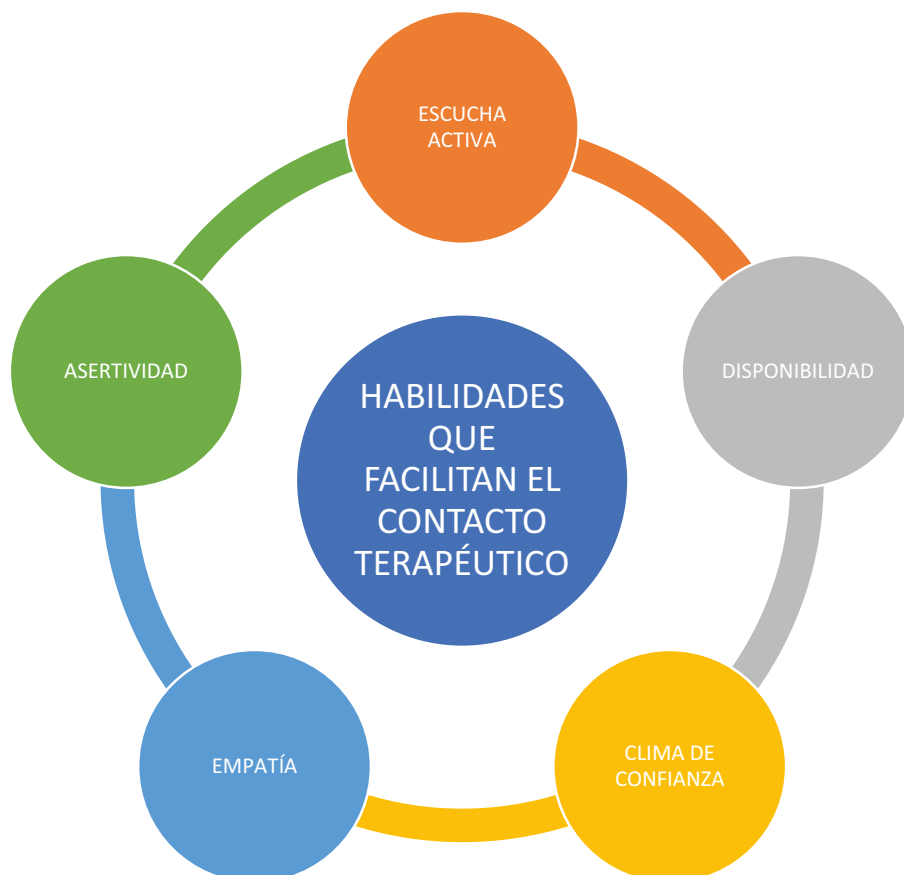 ESCUCHA
ACTIVA
ASERTIVIDAD
DISPONIBILIDAD
HABILIDADES
QUE
FACILITAN EL
CONTACTO
TERAPÉUTICO
EMPATÍA
CLIMA DE
CONFIANZA